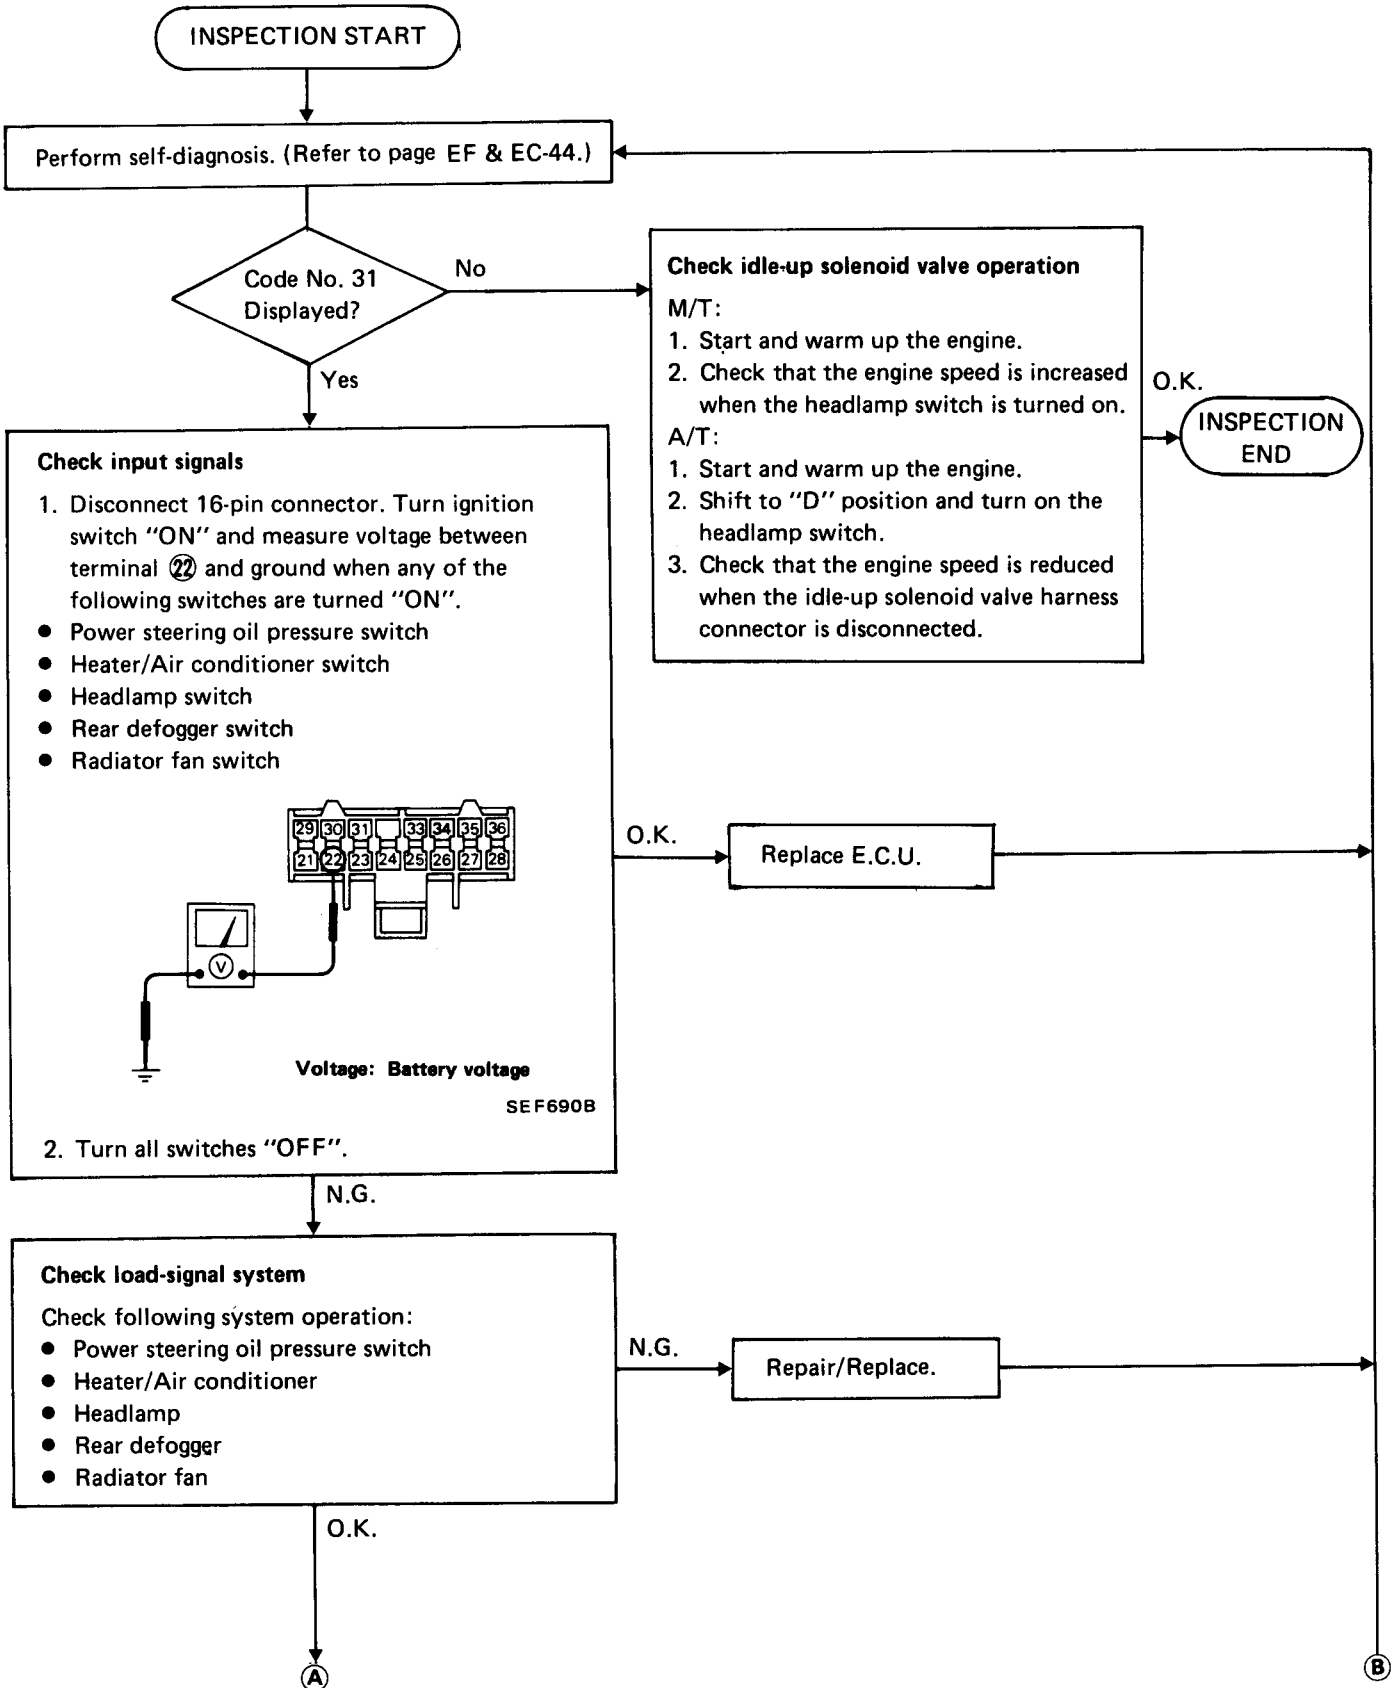 INSPECTION START
Perform self-diagnosis. (Refer to page EF & EC-44.)
Code No. 31
Displayed?
No
Yes
Check idle-up solenoid valve operation
M/T:
1. Start and warm up the engine.
2. Check that the engine speed is increased
when the headlamp switch is turned on.
A/T:
1. Start and warm up the engine.
2. Shift to "D" position and turn on the
headlamp switch.
3. Check that the engine speed is reduced
when the idle-up solenoid valve harness
connector is disconnected.
O.K.
INSPECTION
END
Check input signals
1. Disconnect 16-pin connector. Turn ignition
switch "ON" and measure voltage between
terminal ㉒ and ground when any of the
following switches are turned "ON".
● Power steering oil pressure switch
● Heater/Air conditioner switch
● Headlamp switch
● Rear defogger switch
● Radiator fan switch
29 30 31 33 34 35 36
21 22 23 24 25 26 27 28
V
Voltage: Battery voltage
SEF690B
2. Turn all switches "OFF".
O.K.
Replace E.C.U.
N.G.
Check load-signal system
Check following system operation:
● Power steering oil pressure switch
● Heater/Air conditioner
● Headlamp
● Rear defogger
● Radiator fan
N.G.
Repair/Replace.
O.K.
Ⓐ
Ⓑ